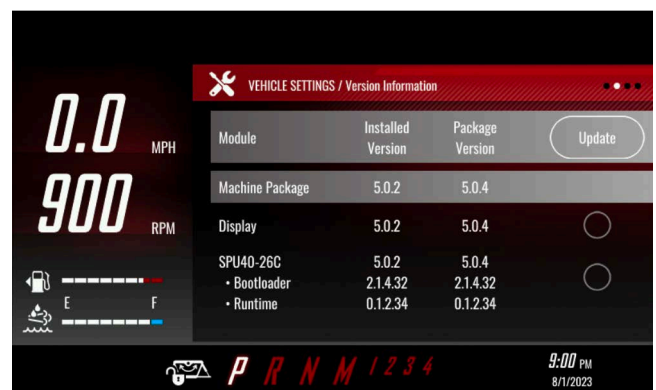 VEHICLE SETTINGS / Version Information
0.0 MPH
900 RPM
E F
Module Installed Version Package Version Update
Machine Package 5.0.2 5.0.4
Display 5.0.2 5.0.4
SPU40-26C 5.0.2 5.0.4
• Bootloader 2.1.4.32 2.1.4.32
• Runtime 0.1.2.34 0.1.2.34
P R N M 1 2 3 4
9:00 PM
8/1/2023